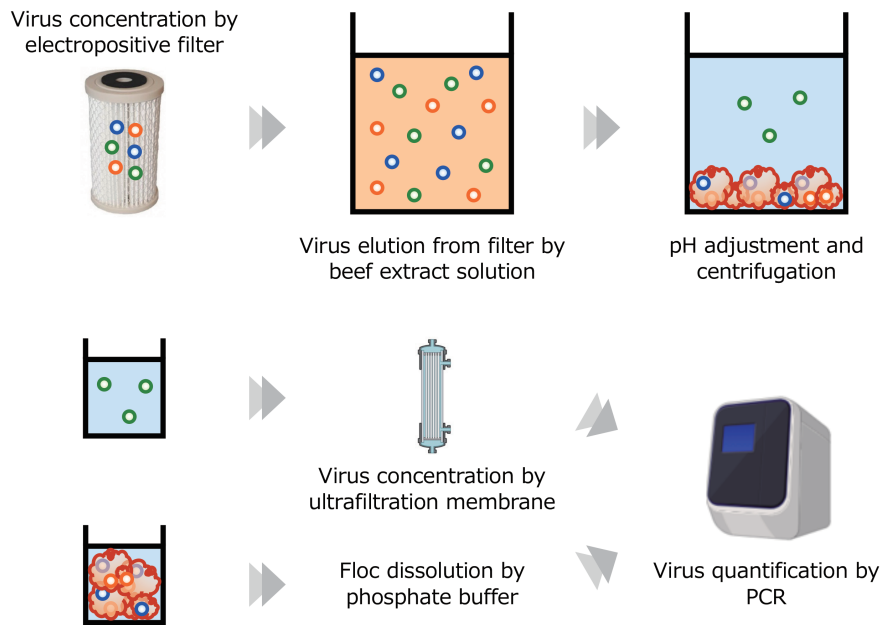 Virus concentration by
electropositive filter
Virus elution from filter by
beef extract solution
pH adjustment and
centrifugation
Virus concentration by
ultrafiltration membrane
Floc dissolution by
phosphate buffer
Virus quantification by
PCR